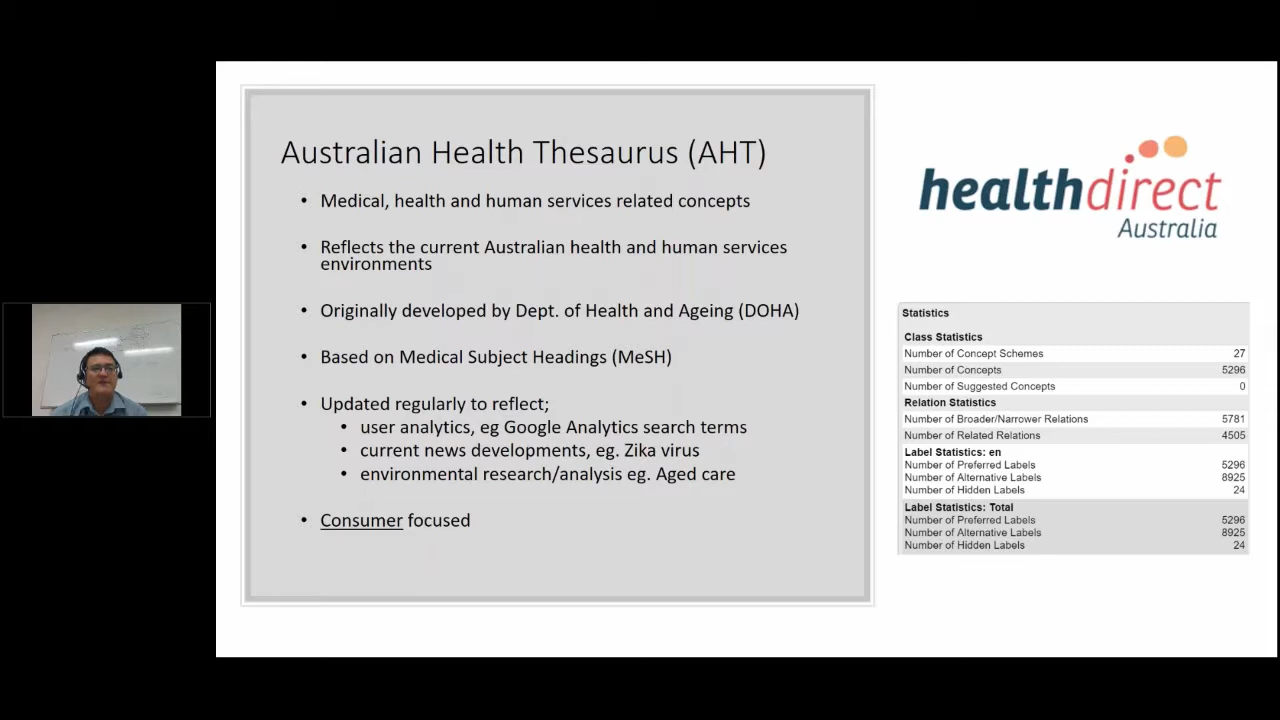 Australian Health Thesaurus (AHT)
• Medical, health and human services related concepts
• Reflects the current Australian health and human services
environments
• Originally developed by Dept. of Health and Ageing (DOHA)
• Based on Medical Subject Headings (MeSH)
• Updated regularly to reflect;
• user analytics, eg Google Analytics search terms
• current news developments, eg. Zika virus
• environmental research/analysis eg. Aged care
• Consumer focused
healthdirect
Australia
Statistics
Class Statistics
Number of Concept Schemes 27
Number of Concepts 5296
Number of Suggested Concepts 0
Relation Statistics
Number of Broader/Narrower Relations 5781
Number of Related Relations 4505
Label Statistics: en
Number of Preferred Labels 5296
Number of Alternative Labels 8925
Number of Hidden Labels 24
Label Statistics: Total
Number of Preferred Labels 5296
Number of Alternative Labels 8925
Number of Hidden Labels 24